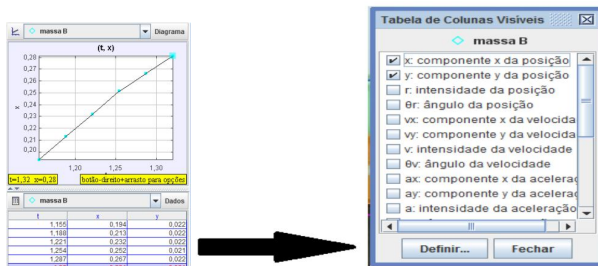 massa B
Diagrama
(t, x)
0,28
0,27
0,26
0,25
0,24
0,23
0,22
0,21
0,20
x
1,20 1,25 1,30
t=1,32 x=0,28 botão-direito+arrasto para opções
massa B
Dados
t x y
1,155 0,194 0,022
1,188 0,213 0,022
1,221 0,232 0,022
1,254 0,252 0,021
1,287 0,267 0,022
Tabela de Colunas Visíveis
massa B
x: componente x da posição
y: componente y da posição
r: intensidade da posição
θr: ângulo da posição
vx: componente x da velocida
vy: componente y da velocida
v: intensidade da velocidade
θv: ângulo da velocidade
ax: componente x da acelera
ay: componente y da acelera
a: intensidade da aceleração
Definir... Fechar